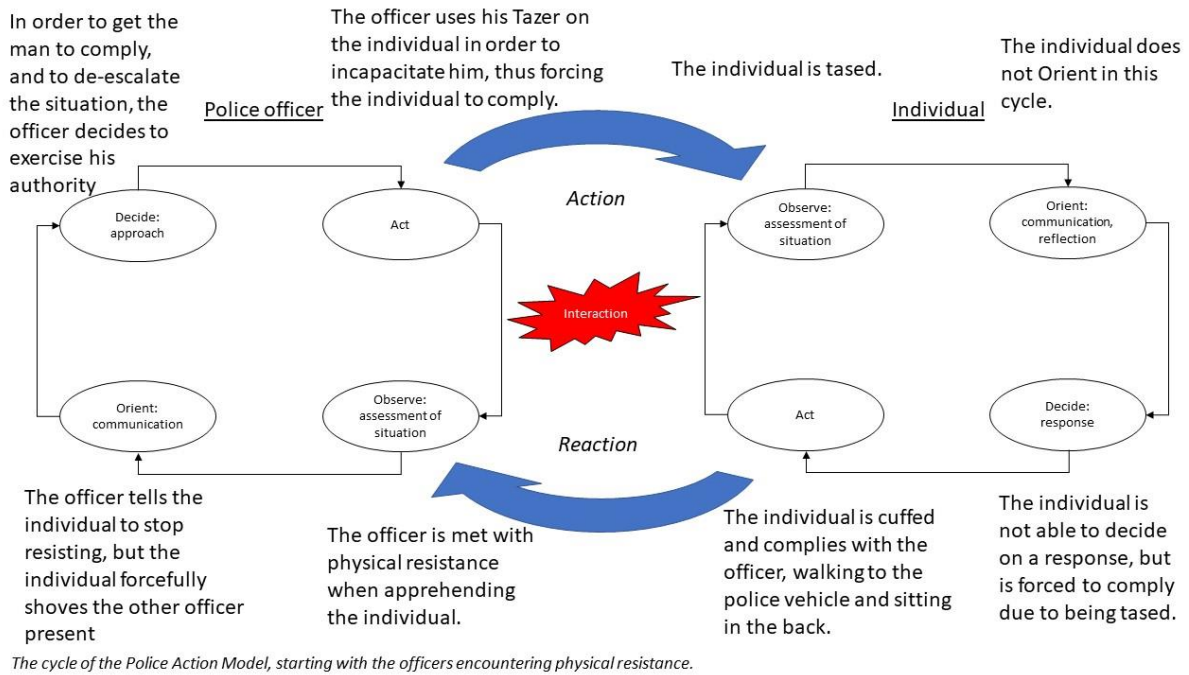 In order to get the
man to comply,
and to de-escalate
the situation, the
officer decides to
exercise his
authority
Police officer
The officer uses his Tazer on
the individual in order to
incapacitate him, thus forcing
the individual to comply.
The individual is tased.
Individual
The individual does
not Orient in this
cycle.
Decide:
approach
Act
Action
Observe:
assessment of
situation
Orient:
communication,
reflection
Interaction
Orient:
communication
Observe:
assessment of
situation
Reaction
Act
Decide:
response
The officer tells the
individual to stop
resisting, but the
individual forcefully
shoves the other officer
present
The officer is met with
physical resistance
when apprehending
the individual.
The individual is cuffed
and complies with the
officer, walking to the
police vehicle and sitting
in the back.
The individual is
not able to decide
on a response, but
is forced to comply
due to being tased.
The cycle of the Police Action Model, starting with the officers encountering physical resistance.